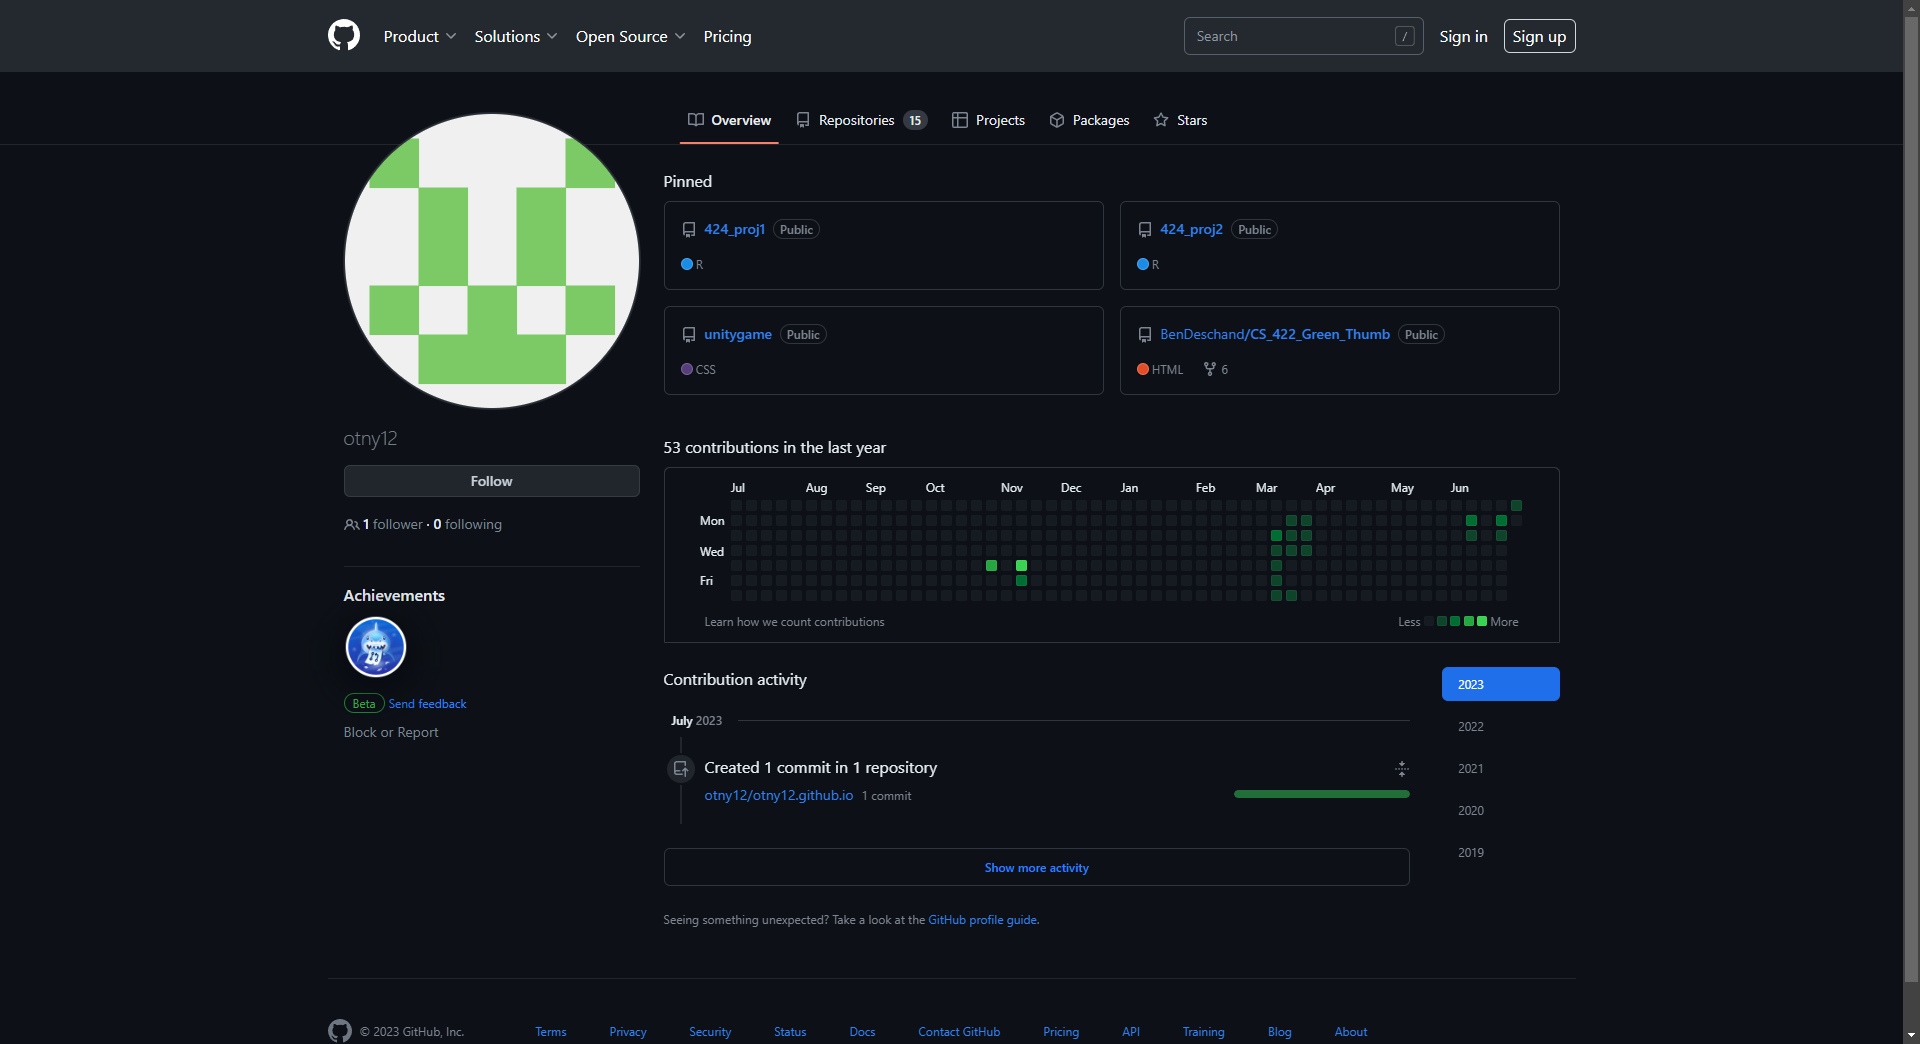 Product Solutions Open Source Pricing Search / Sign in Sign up
Overview Repositories 15 Projects Packages Stars
Pinned
424_proj1 Public
R
424_proj2 Public
R
unitygame Public
CSS
BenDeschand/CS_422_Green_Thumb Public
HTML 6
otny12
Follow
1 follower · 0 following
Achievements
Beta Send feedback
Block or Report
53 contributions in the last year
Jul Aug Sep Oct Nov Dec Jan Feb Mar Apr May Jun
Mon
Wed
Fri
Learn how we count contributions Less More
Contribution activity
2023
2022
2021
2020
2019
July 2023
Created 1 commit in 1 repository
otny12/otny12.github.io 1 commit
Show more activity
Seeing something unexpected? Take a look at the GitHub profile guide.
© 2023 GitHub, Inc. Terms Privacy Security Status Docs Contact GitHub Pricing API Training Blog About